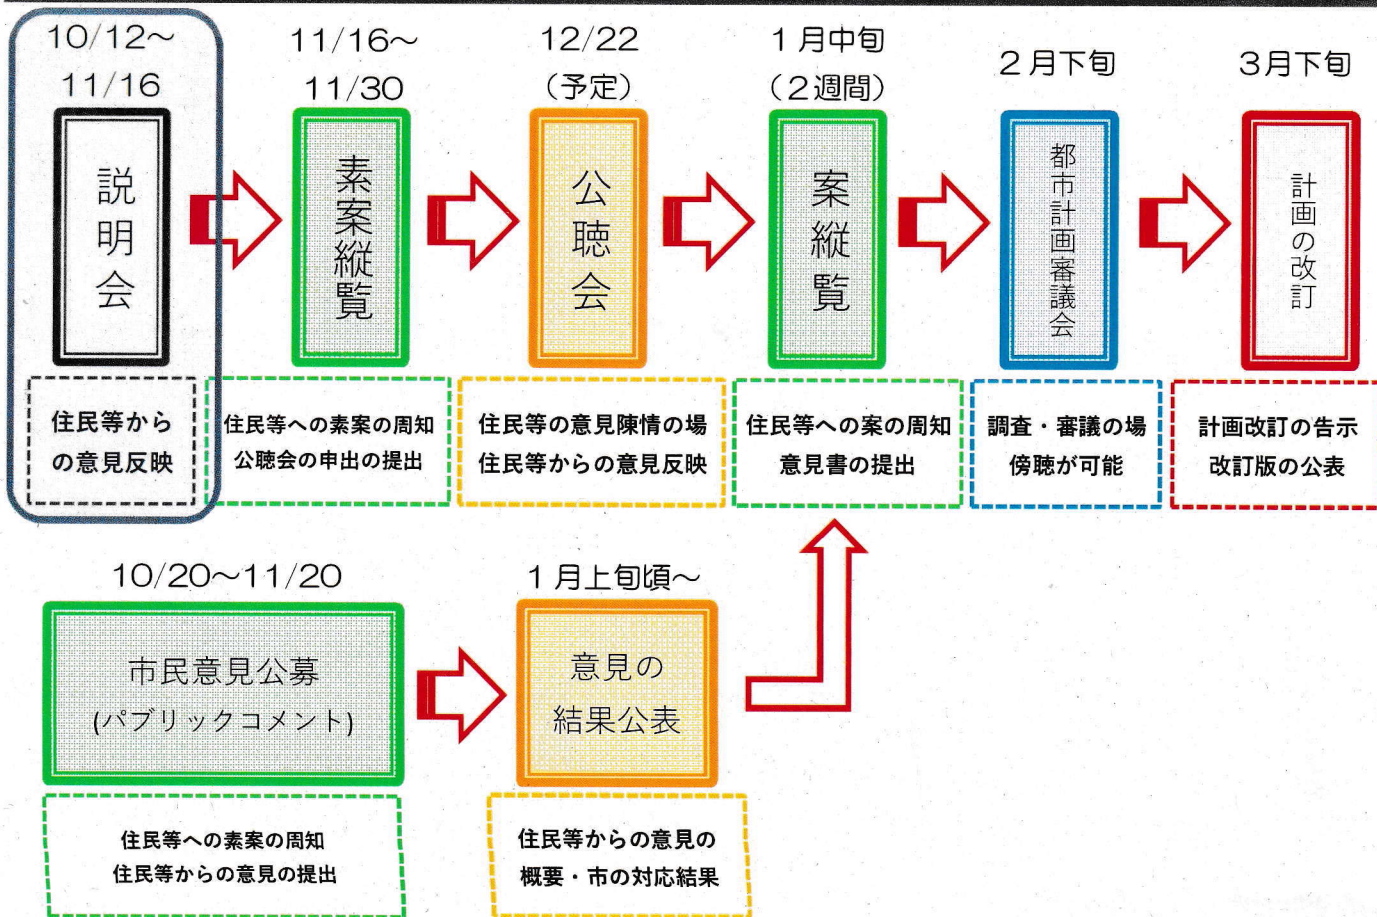 10/12～
11/16
説明会
住民等から
の意見反映
11/16～
11/30
素案縦覧
住民等への素案の周知
公聴会の申出の提出
12/22
（予定）
公聴会
住民等の意見陳情の場
住民等からの意見反映
1月中旬
（2週間）
案縦覧
住民等への案の周知
意見書の提出
2月下旬
都市計画審議会
調査・審議の場
傍聴が可能
3月下旬
計画の改訂
計画改訂の告示
改訂版の公表
10/20～11/20
市民意見公募
(パブリックコメント)
住民等への素案の周知
住民等からの意見の提出
1月上旬頃～
意見の
結果公表
住民等からの意見の
概要・市の対応結果